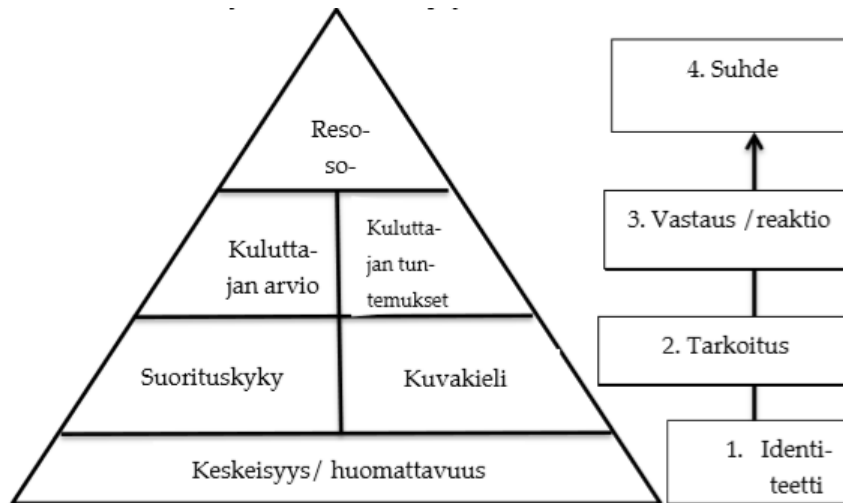 Reso-
so-
Kulutta-
jan arvio
Kulutta-
jan tun-
temukset
Suorituskyky
Kuvakieli
Keskeisyys/ huomattavuus
4. Suhde
3. Vastaus /reaktio
2. Tarkoitus
1. Identi-
teetti